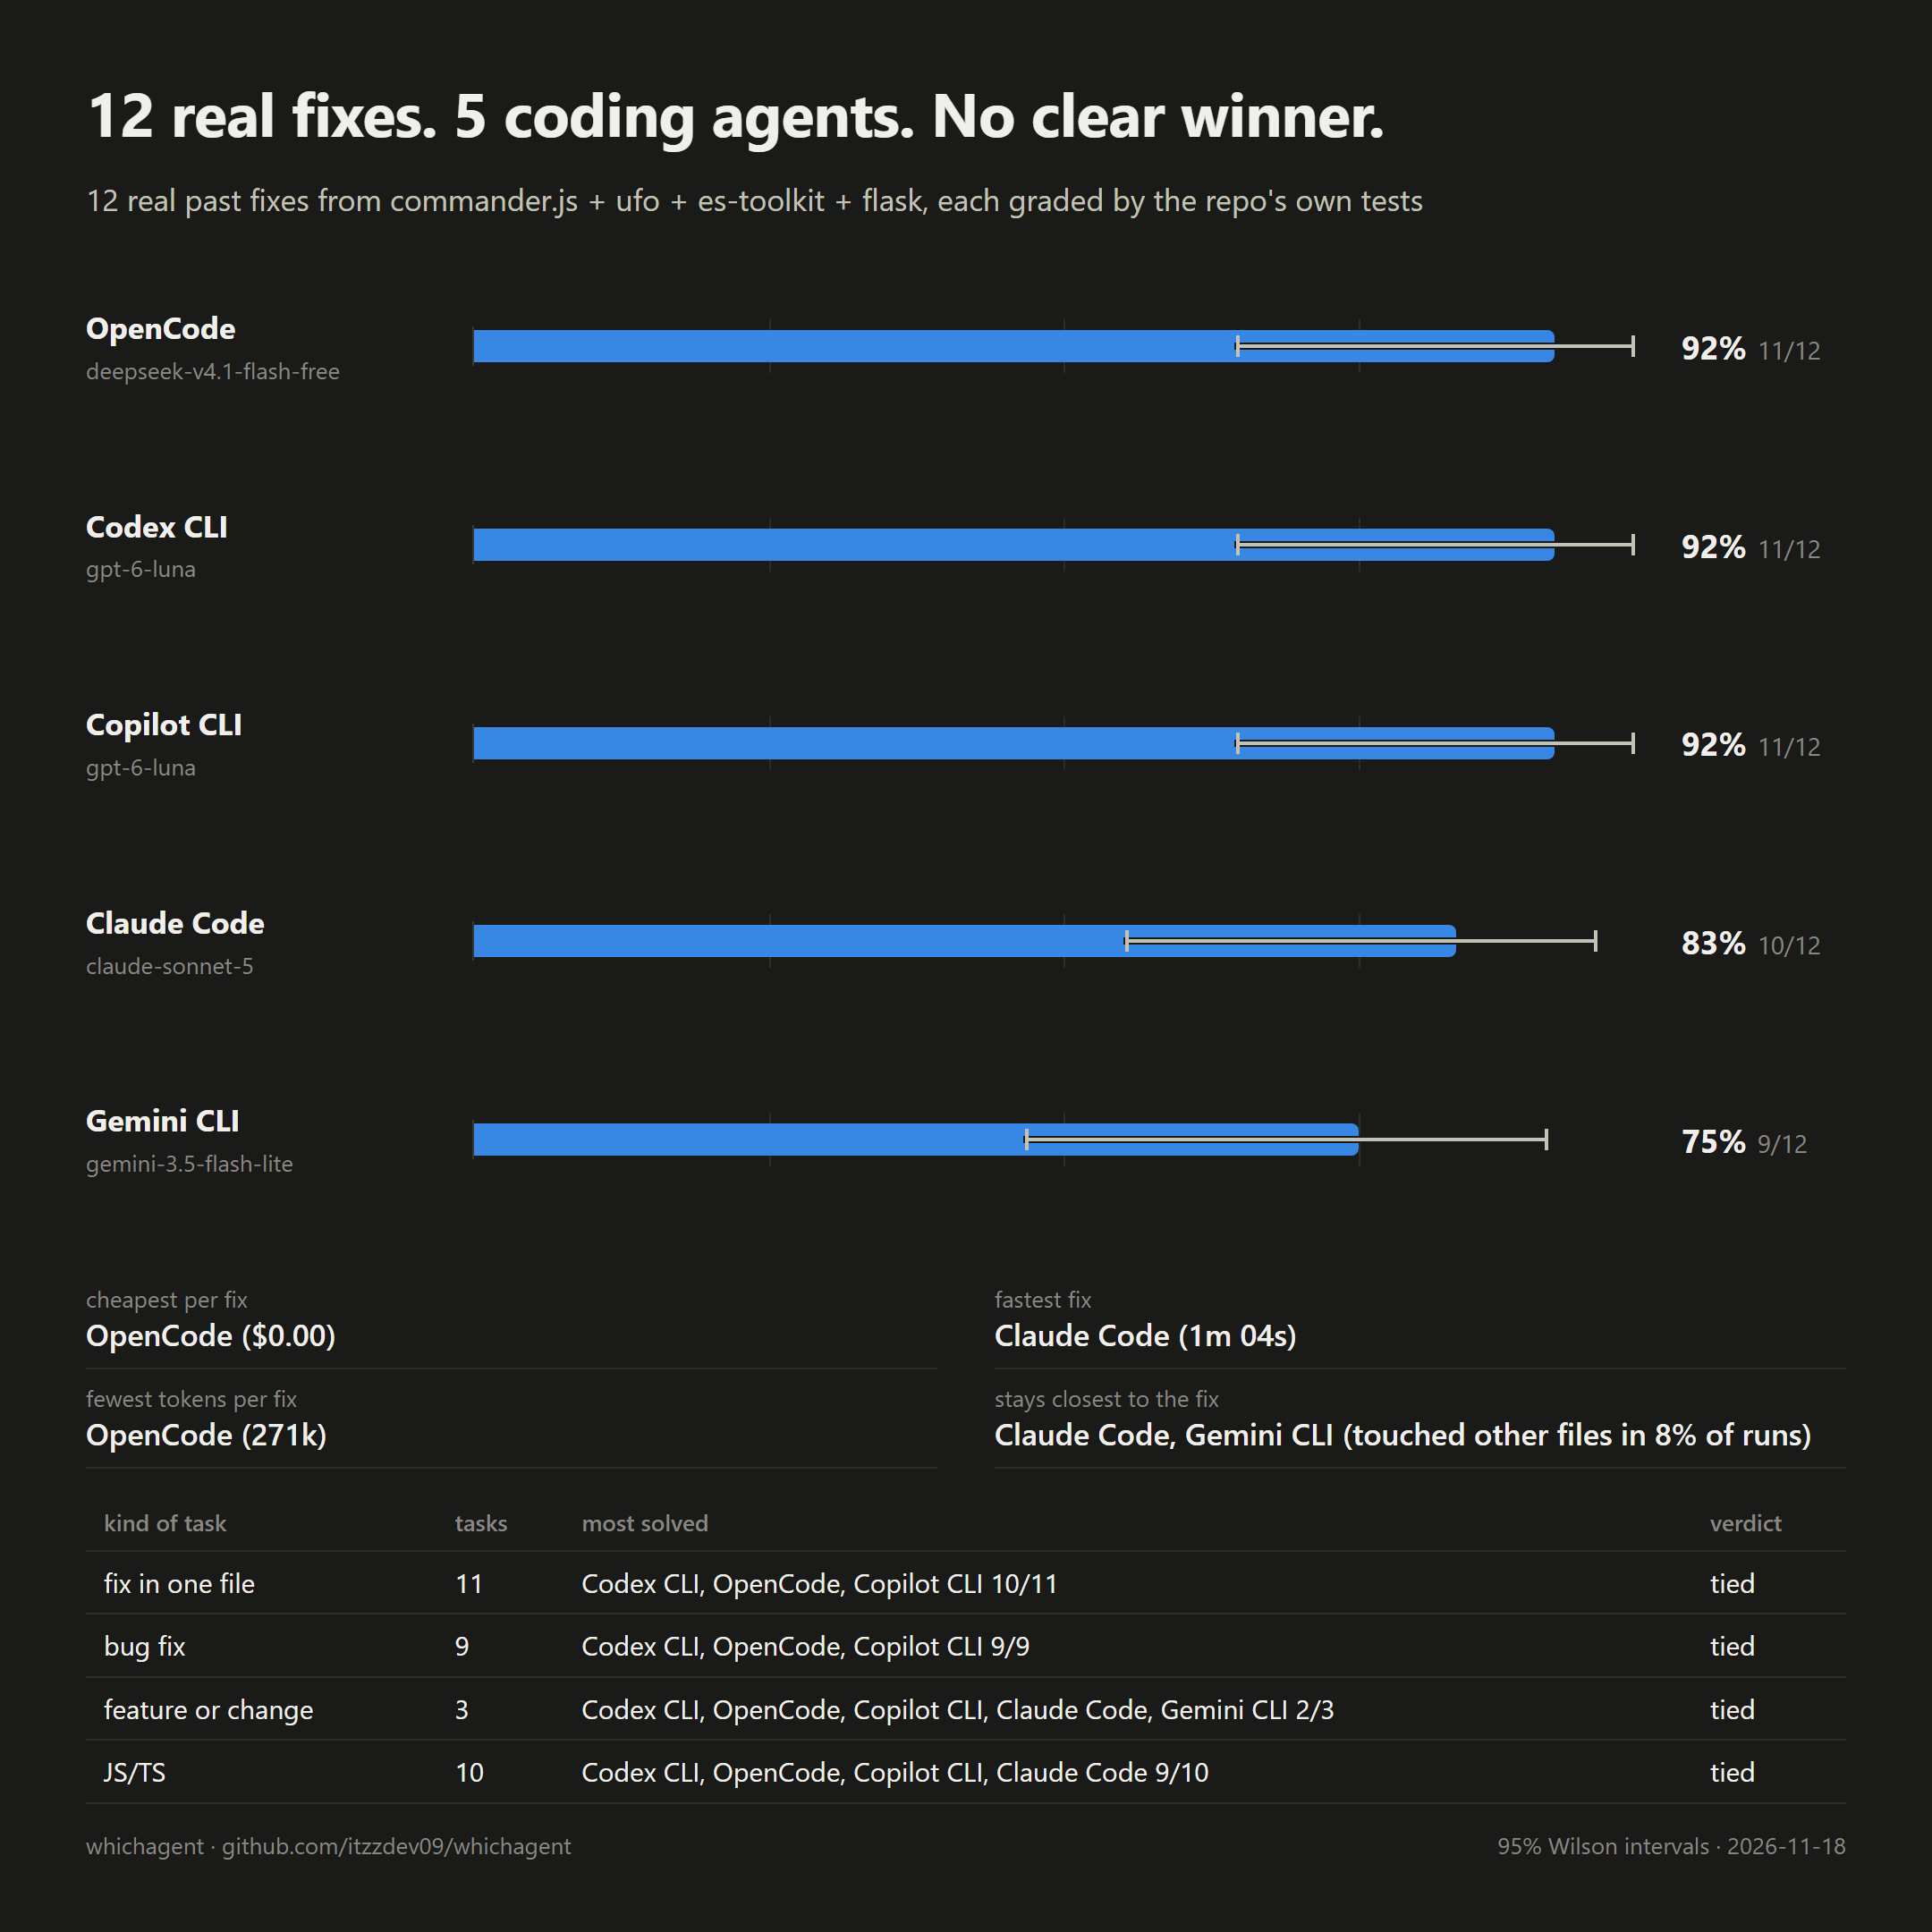 12 real fixes. 5 coding agents. No clear winner.
12 real past fixes from commander.js + ufo + es-toolkit + flask, each graded by the repo's own tests
OpenCode
deepseek-v4.1-flash-free
92% 11/12
Codex CLI
gpt-6-luna
92% 11/12
Copilot CLI
gpt-6-luna
92% 11/12
Claude Code
claude-sonnet-5
83% 10/12
Gemini CLI
gemini-3.5-flash-lite
75% 9/12
cheapest per fix
OpenCode ($0.00)
fastest fix
Claude Code (1m 04s)
fewest tokens per fix
OpenCode (271k)
stays closest to the fix
Claude Code, Gemini CLI (touched other files in 8% of runs)
kind of task tasks most solved verdict
fix in one file 11 Codex CLI, OpenCode, Copilot CLI 10/11 tied
bug fix 9 Codex CLI, OpenCode, Copilot CLI 9/9 tied
feature or change 3 Codex CLI, OpenCode, Copilot CLI, Claude Code, Gemini CLI 2/3 tied
JS/TS 10 Codex CLI, OpenCode, Copilot CLI, Claude Code 9/10 tied
whichagent · github.com/itzzdev09/whichagent
95% Wilson intervals · 2026-11-18